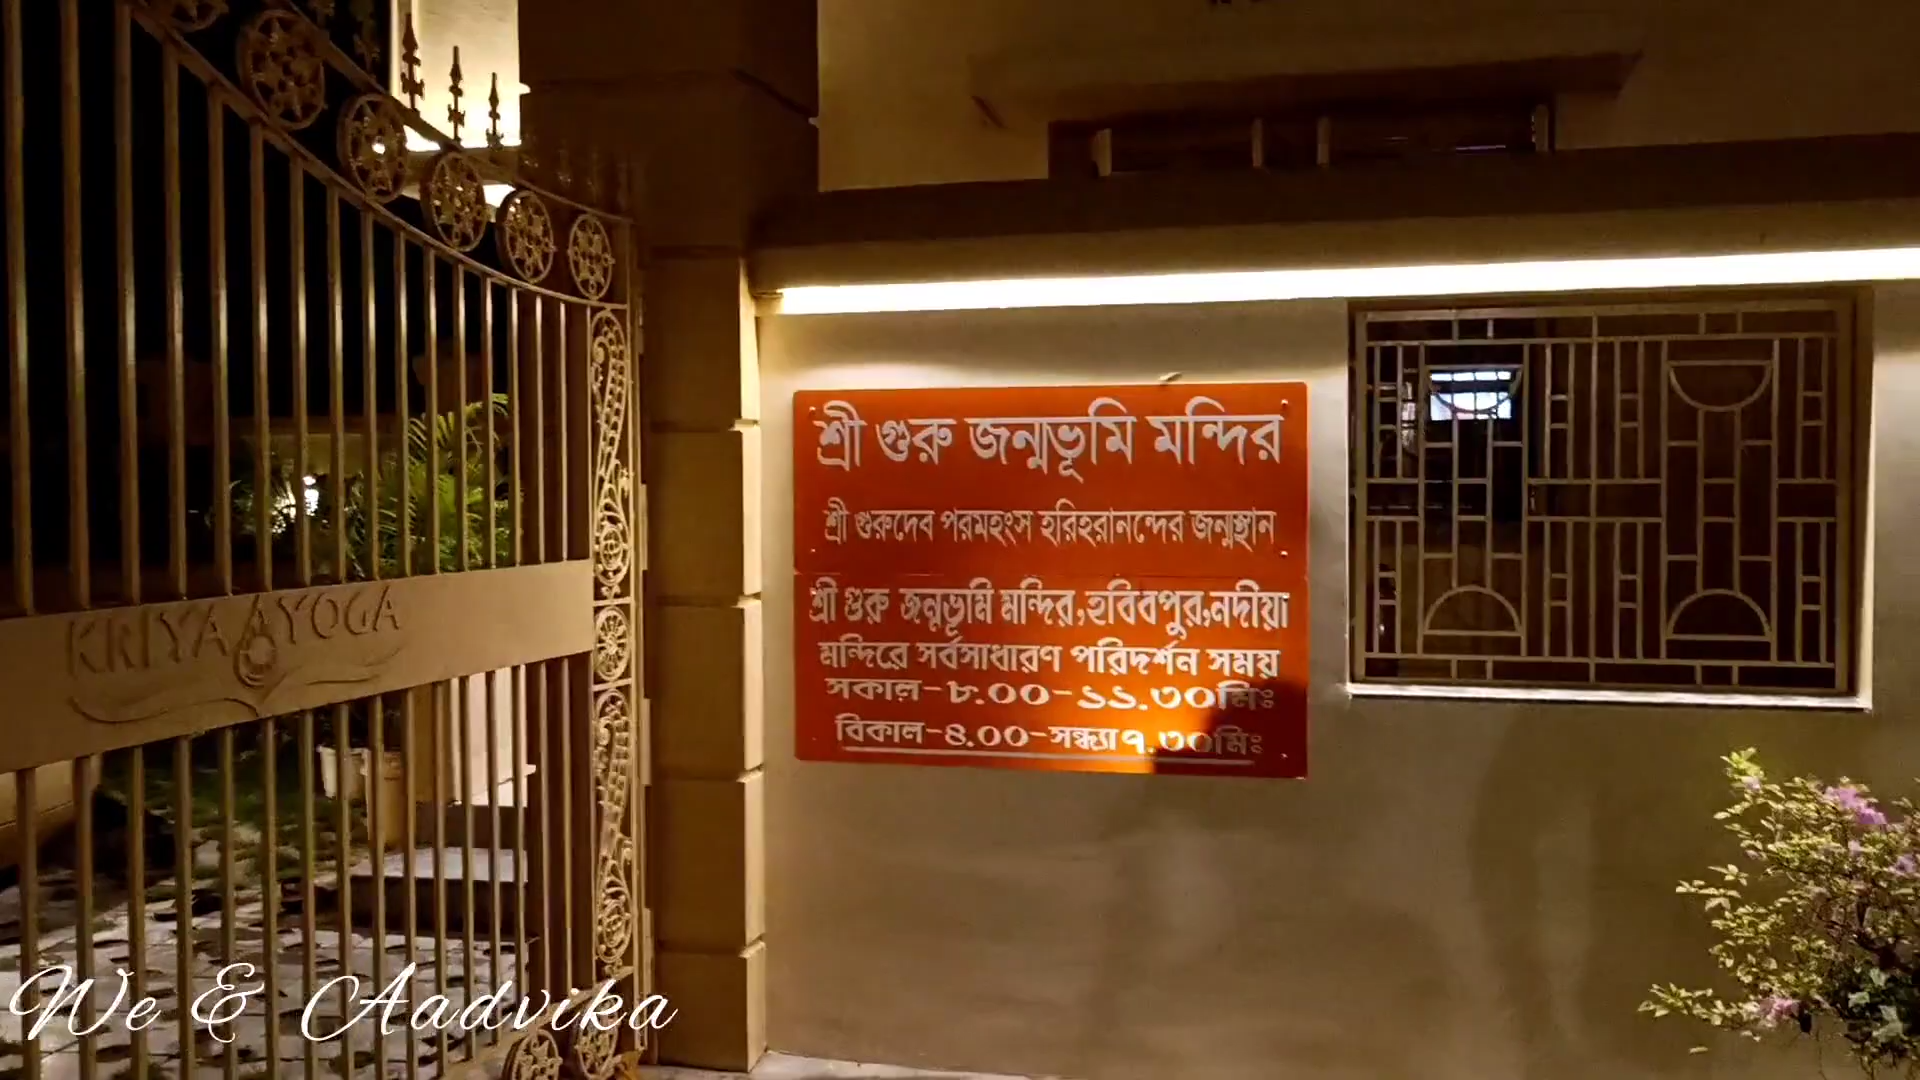 শ্রী গুরু জন্মভূমি মন্দির
শ্রী গুরুদেব পরমহংস হরিহরানন্দের জন্মস্থান
শ্রী গুরু জন্মভূমি মন্দির,হবিবপুর,নদীয়া
মন্দিরে সর্বসাধারণ পরিদর্শন সময়
সকাল-৮.০০-১১.৩০মিঃ
বিকাল-৪.০০-সন্ধ্যা ৭.৩০মিঃ
KRIYA YOGA
We & Aadvika